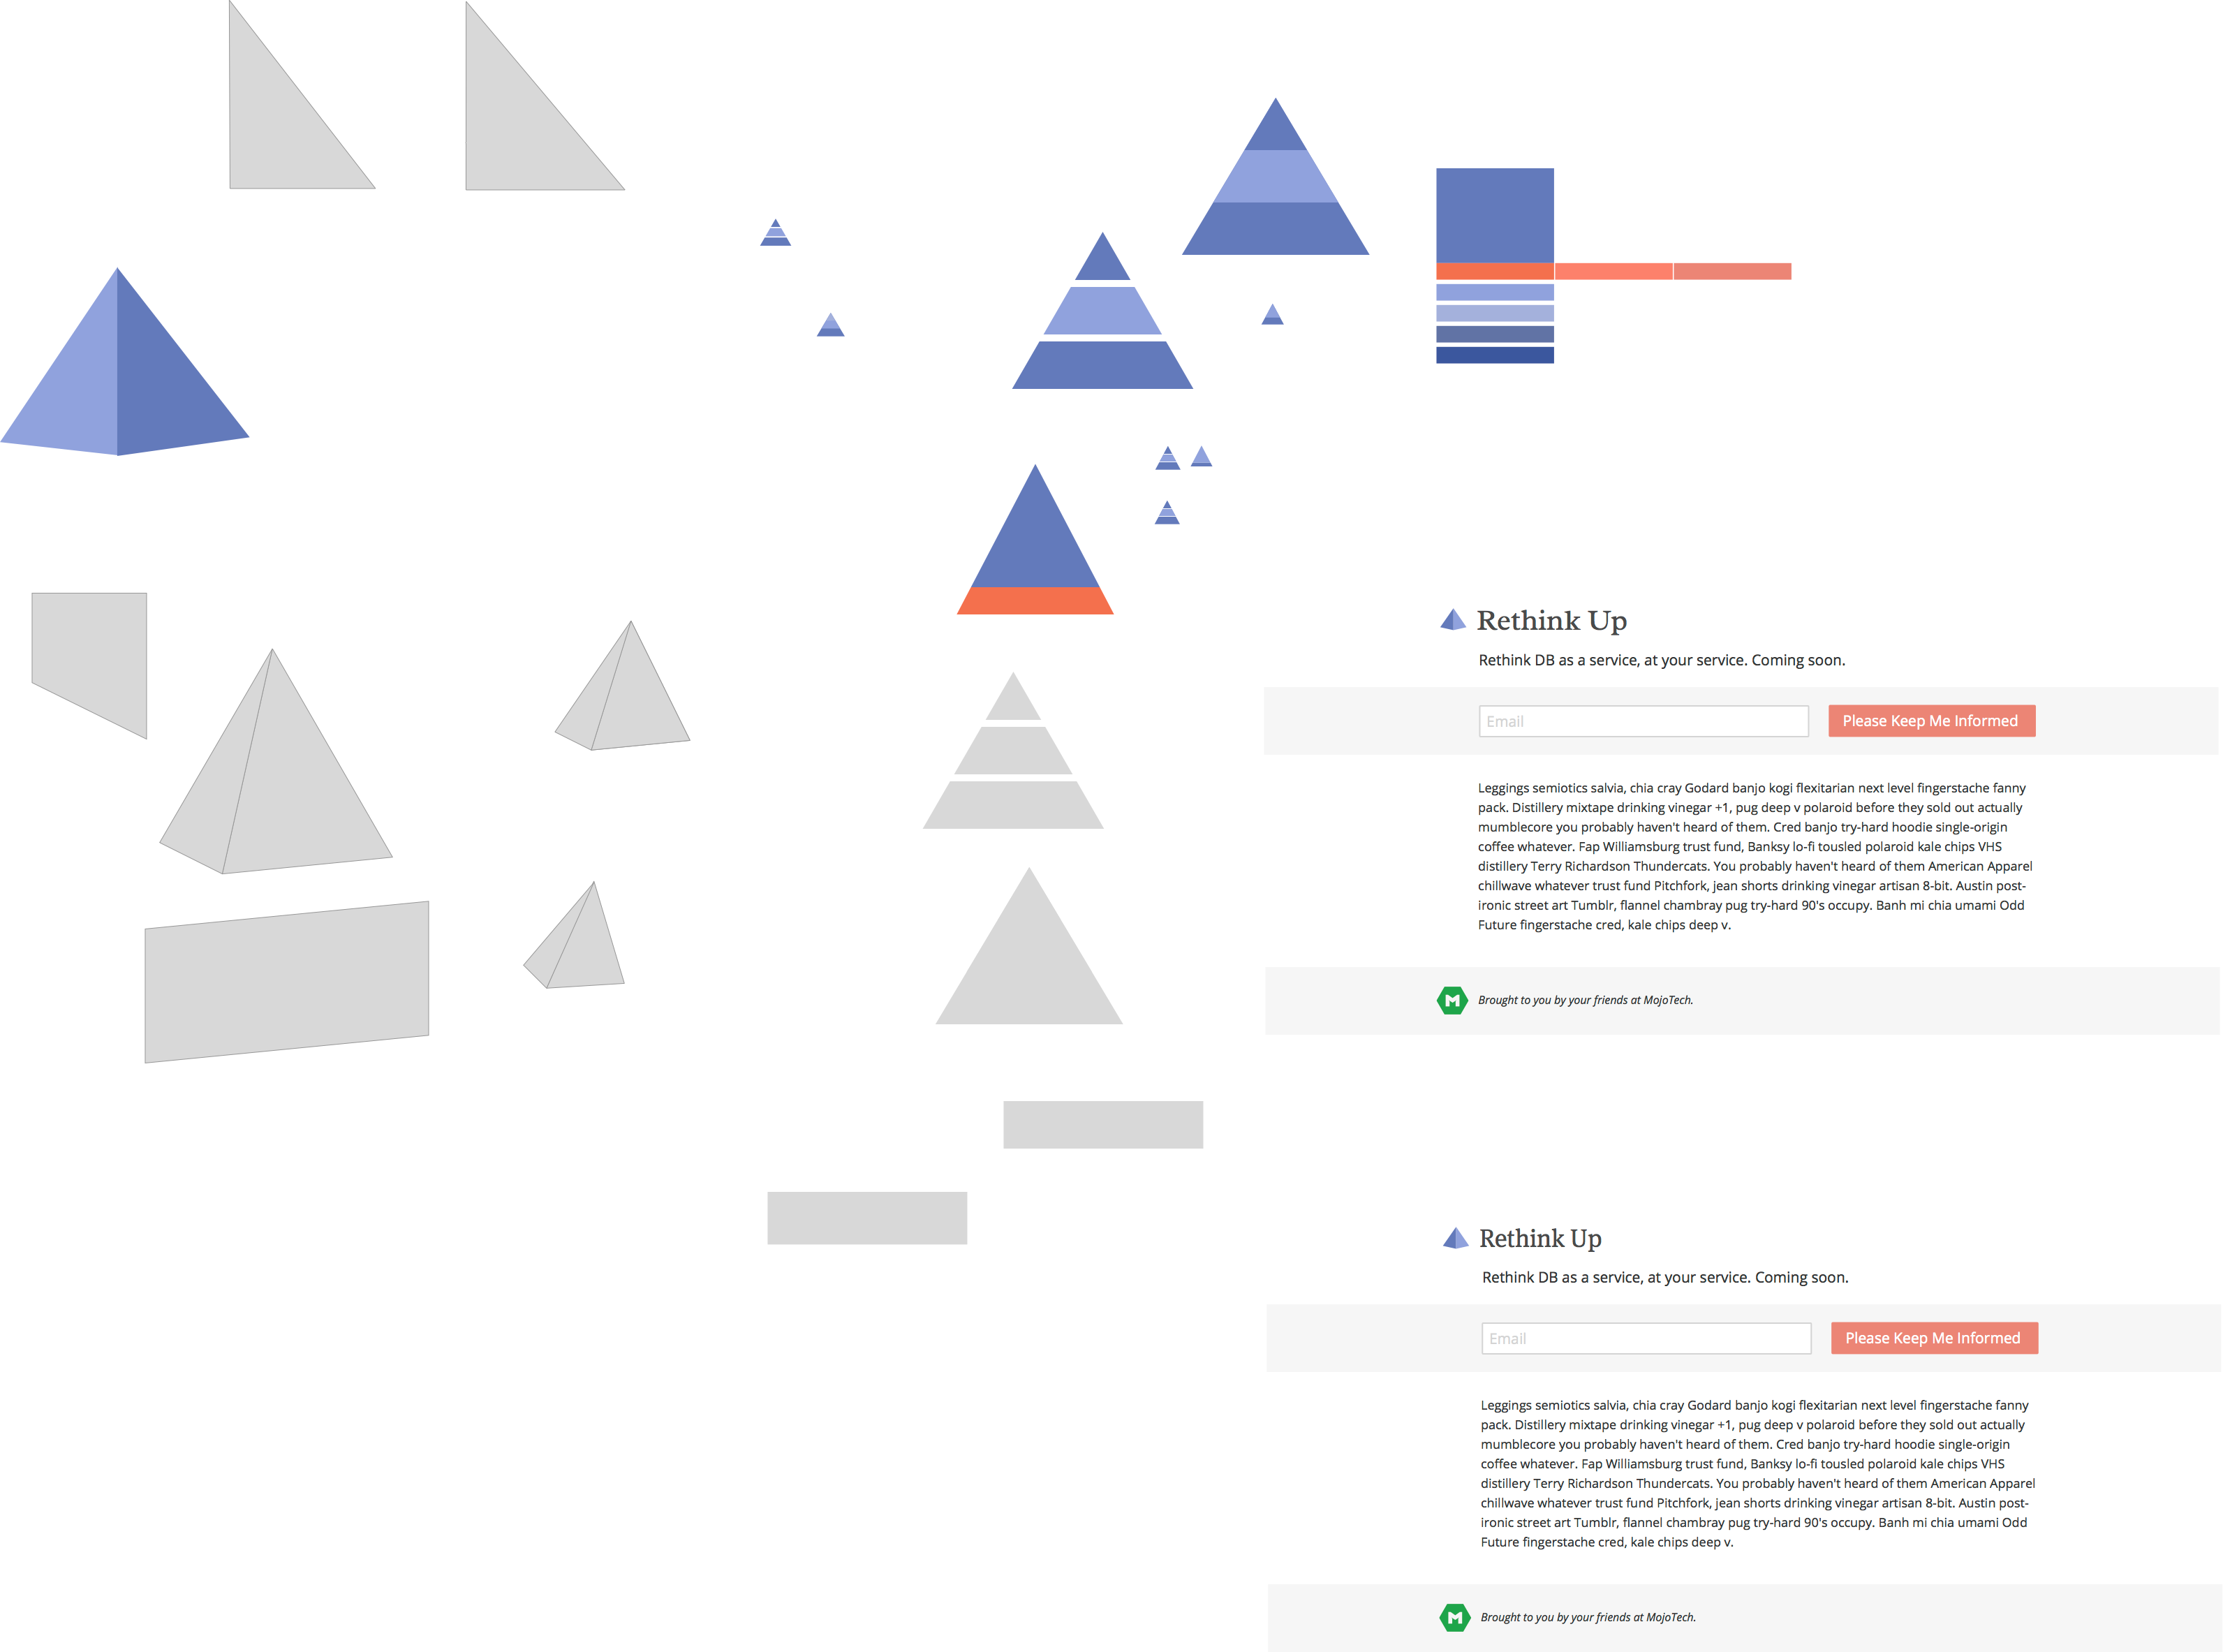 Rethink Up
Rethink DB as a service, at your service. Coming soon.
Email
Please Keep Me Informed
Leggings semiotics salvia, chia cray Godard banjo kogi flexitarian next level fingerstache fanny
pack. Distillery mixtape drinking vinegar +1, pug deep v polaroid before they sold out actually
mumblecore you probably haven't heard of them. Cred banjo try-hard hoodie single-origin
coffee whatever. Fap Williamsburg trust fund, Banksy lo-fi tousled polaroid kale chips VHS
distillery Terry Richardson Thundercats. You probably haven't heard of them American Apparel
chillwave whatever trust fund Pitchfork, jean shorts drinking vinegar artisan 8-bit. Austin post-
ironic street art Tumblr, flannel chambray pug try-hard 90's occupy. Banh mi chia umami Odd
Future fingerstache cred, kale chips deep v.
M
Brought to you by your friends at MojoTech.
Rethink Up
Rethink DB as a service, at your service. Coming soon.
Email
Please Keep Me Informed
Leggings semiotics salvia, chia cray Godard banjo kogi flexitarian next level fingerstache fanny
pack. Distillery mixtape drinking vinegar +1, pug deep v polaroid before they sold out actually
mumblecore you probably haven't heard of them. Cred banjo try-hard hoodie single-origin
coffee whatever. Fap Williamsburg trust fund, Banksy lo-fi tousled polaroid kale chips VHS
distillery Terry Richardson Thundercats. You probably haven't heard of them American Apparel
chillwave whatever trust fund Pitchfork, jean shorts drinking vinegar artisan 8-bit. Austin post-
ironic street art Tumblr, flannel chambray pug try-hard 90's occupy. Banh mi chia umami Odd
Future fingerstache cred, kale chips deep v.
M
Brought to you by your friends at MojoTech.